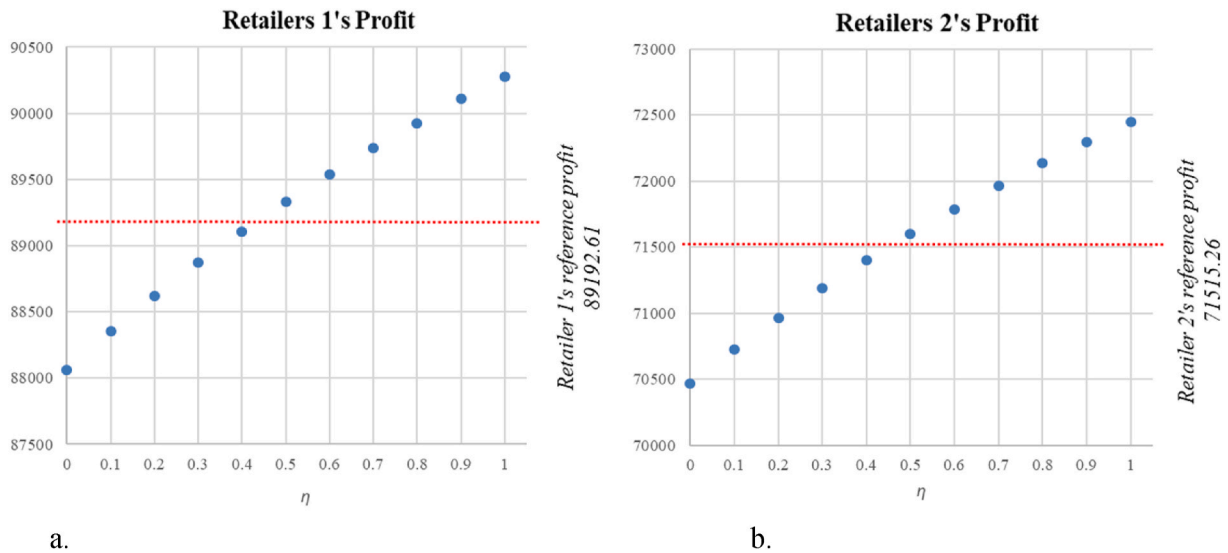 Retailers 1's Profit
90500
90000
89500
89000
88500
88000
87500
0 0.1 0.2 0.3 0.4 0.5 0.6 0.7 0.8 0.9 1
η
Retailer 1's reference profit
89192.61
a.
Retailers 2's Profit
73000
72500
72000
71500
71000
70500
70000
0 0.1 0.2 0.3 0.4 0.5 0.6 0.7 0.8 0.9 1
η
Retailer 2's reference profit
71515.26
b.